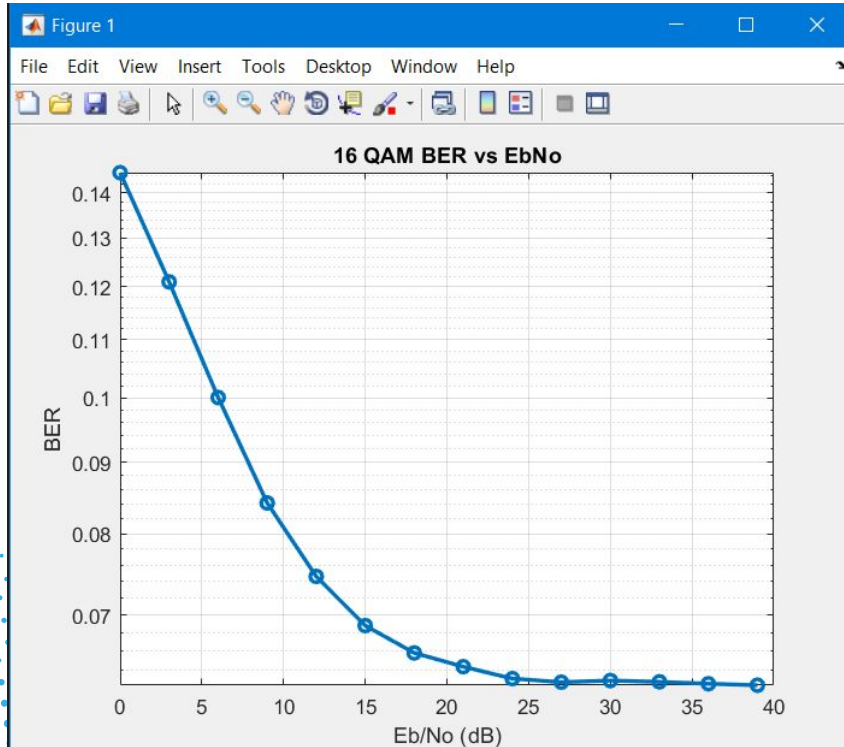 Figure 1
File Edit View Insert Tools Desktop Window Help
16 QAM BER vs EbNo
0.14
0.13
0.12
0.11
0.1
0.09
0.08
0.07
BER
0 5 10 15 20 25 30 35 40
Eb/No (dB)